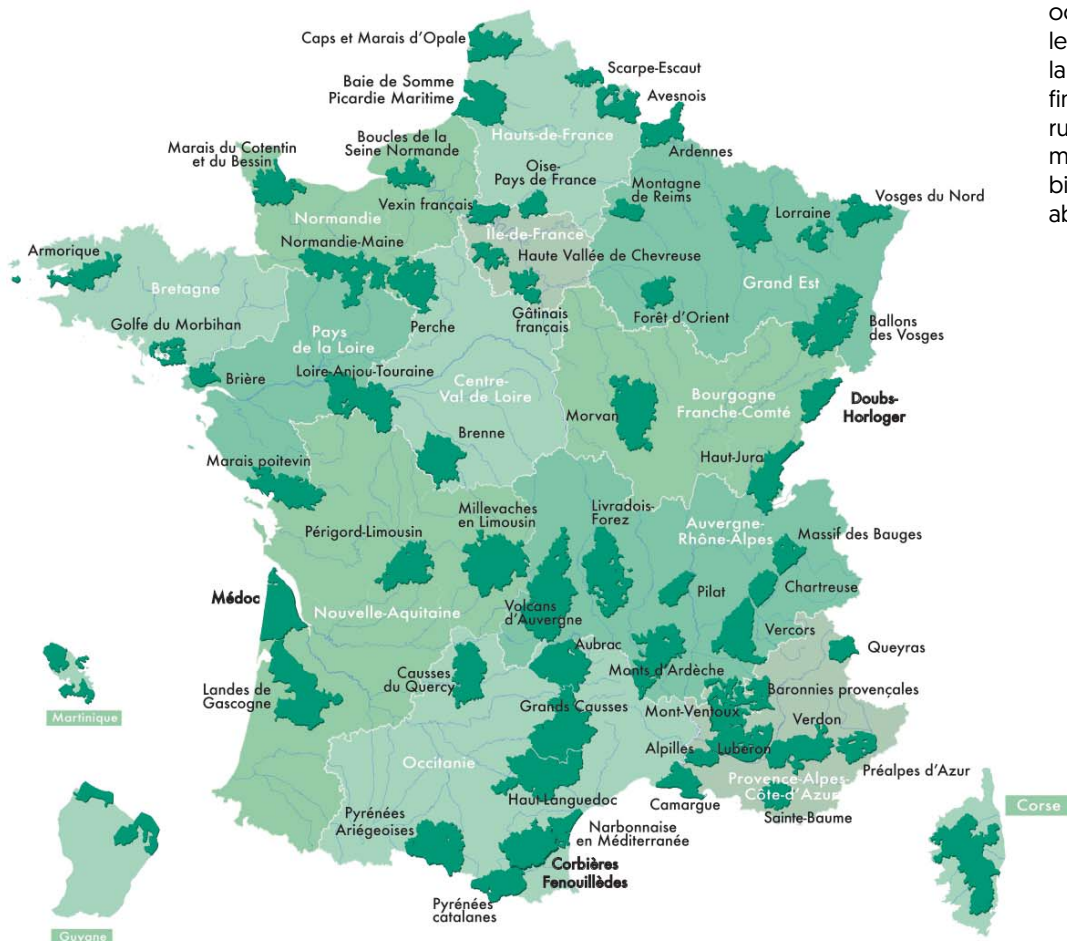 Caps et Marais d'Opale
Scarpe-Escaut
Baie de Somme
Picardie Maritime
Avesnois
Hauts-de-France
Ardennes
Marais du Cotentin
et du Bessin
Boucles de la
Seine Normande
Oise-
Pays de France
Montagne
de Reims
Vosges du Nord
Vexin français
Lorraine
Normandie
Île-de-France
Normandie-Maine
Haute Vallée de Chevreuse
Armorique
Grand Est
Bretagne
Golfe du Morbihan
Perche
Gâtinais
français
Forêt d'Orient
Ballons
des Vosges
Pays
de la Loire
Brière
Loire-Anjou-Touraine
Centre-
Val de Loire
Bourgogne
Franche-Comté
Doubs-
Horloger
Morvan
Brenne
Haut-Jura
Marais poitevin
Millevaches
en Limousin
Livradois-
Forez
Auvergne-
Rhône-Alpes
Massif des Bauges
Périgord-Limousin
Pilat
Chartreuse
Médoc
Nouvelle-Aquitaine
Volcans
d'Auvergne
Vercors
Aubrac
Queyras
Causses
du Quercy
Monts d'Ardèche
Landes de
Gascogne
Baronnies provençales
Grands Causses
Mont-Ventoux
Verdon
Martinique
Alpilles
Luberon
Occitanie
Préalpes d'Azur
Provence-Alpes-
Côte-d'Azur
Haut-Languedoc
Camargue
Sainte-Baume
Corse
Pyrénées
Ariégeoises
Narbonnaise
en Méditerranée
Corbières
Fenouillèdes
Pyrénées
catalanes
Guyane
le
la
ru
m
bi